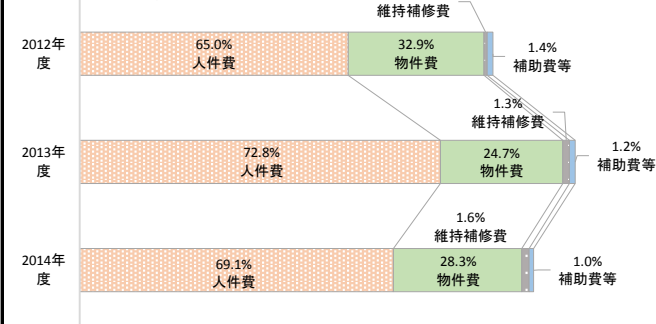 維持補修費
2012年
度
65.0%
人件費
32.9%
物件費
1.4%
補助費等
1.3%
維持補修費
2013年
度
72.8%
人件費
24.7%
物件費
1.2%
補助費等
1.6%
維持補修費
2014年
度
69.1%
人件費
28.3%
物件費
1.0%
補助費等